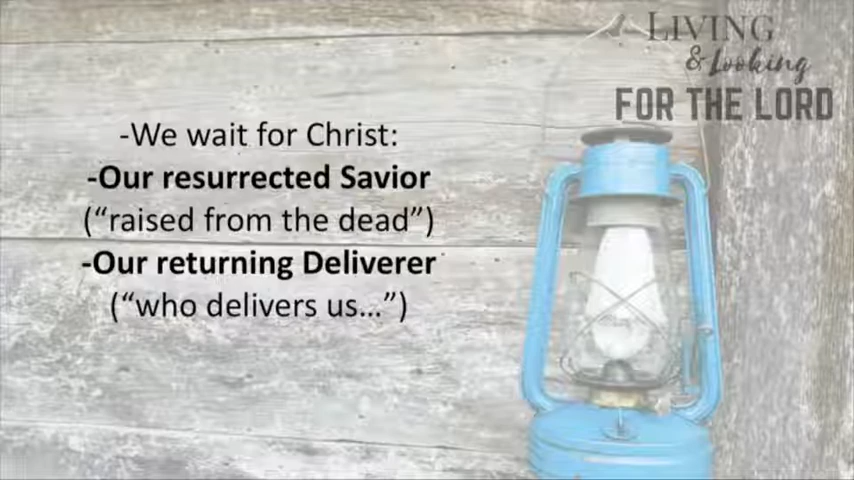 LIVING
& Looking
FOR THE LORD
-We wait for Christ:
-Our resurrected Savior
(“raised from the dead”)
-Our returning Deliverer
(“who delivers us...”)